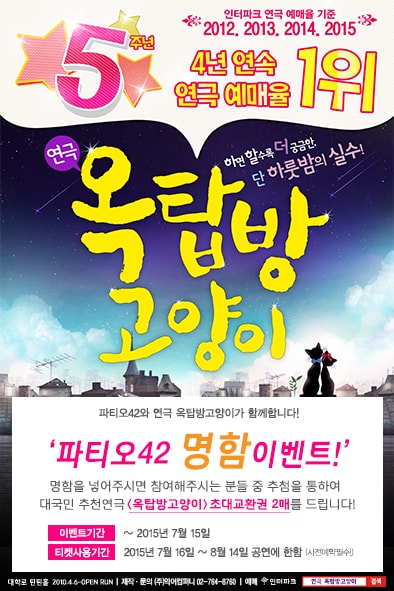 인터파크 연극 예매율 기준
2012. 2013. 2014. 2015
5주년
4년 연속
연극 예매율 1위
연극
하면 할수록 더 궁금한,
단 하룻밤의 실수!
옥탑방
고양이
파티오42와 연극 옥탑방고양이가 함께합니다!
'파티오42 명함이벤트!'
명함을 넣어주시면 참여해주시는 분들 중 추첨을 통하여
대국민 추천연극 <옥탑방고양이> 초대교환권 2매를 드립니다!
이벤트기간 ~ 2015년 7월 15일
티켓사용기간 2015년 7월 16일 ~ 8월 14일 공연에 한함 (사전예약필수)
대학로 틴틴홀 2010.4.6-OPEN RUN | 제작·문의 (주)악어컴퍼니 02-764-8760 | 예매 인터파크 연극 옥탑방고양이 검색